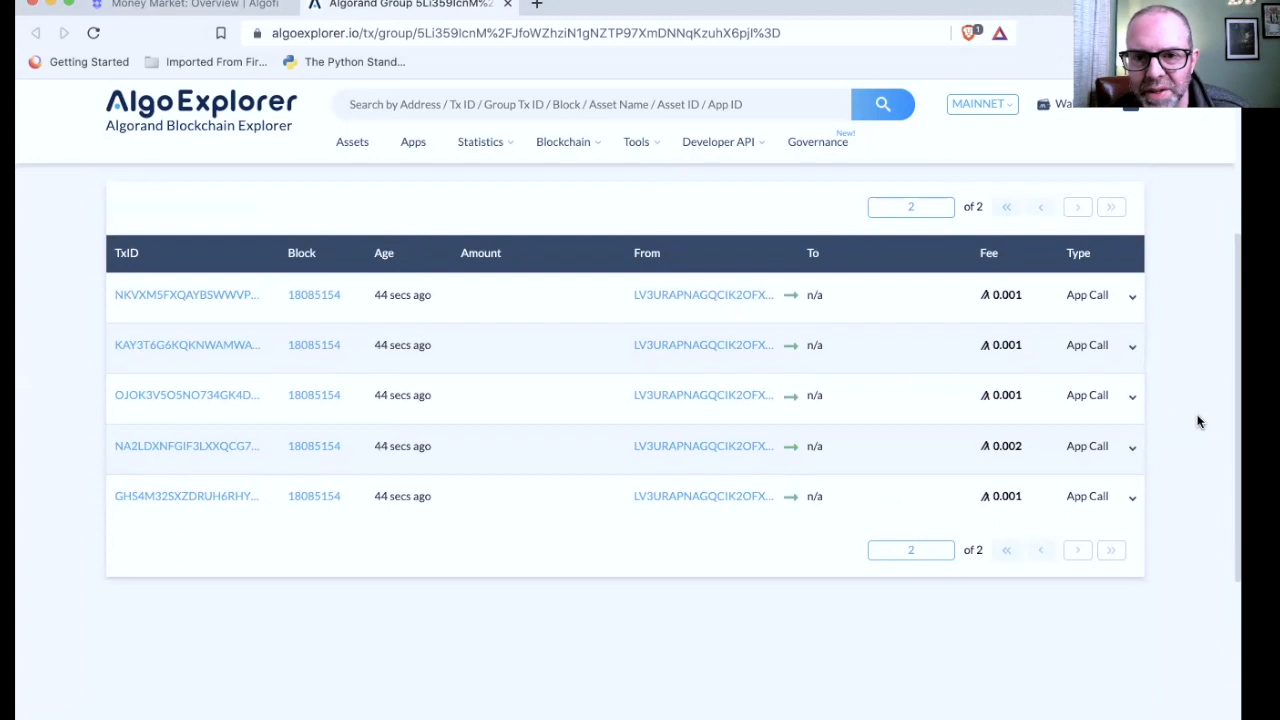 Money Market: Overview | Algofi
Algorand Group 5Li359IcnM%2
algoexplorer.io/tx/group/5Li359IcnM%2FJfoWZhziN1gNZTP97XmDNNqKzuhX6pjI%3D
1
Getting Started
Imported From Fir...
The Python Stand...
AlgoExplorer
Algorand Blockchain Explorer
Search by Address / Tx ID / Group Tx ID / Block / Asset Name / Asset ID / App ID
MAINNET
Wal
Assets
Apps
Statistics
Blockchain
Tools
Developer API
Governance
New!
2 of 2
TxID Block Age Amount From To Fee Type
NKVXM5FXQAYBSWWVP... 18085154 44 secs ago LV3URAPNAGQCIK2OFX... n/a 0.001 App Call
KAY3T6G6KQKNWAMWA... 18085154 44 secs ago LV3URAPNAGQCIK2OFX... n/a 0.001 App Call
OJOK3V5O5NO734GK4D... 18085154 44 secs ago LV3URAPNAGQCIK2OFX... n/a 0.001 App Call
NA2LDXNFGIF3LXXQCG7... 18085154 44 secs ago LV3URAPNAGQCIK2OFX... n/a 0.002 App Call
GHS4M32SXZDRUH6RHY... 18085154 44 secs ago LV3URAPNAGQCIK2OFX... n/a 0.001 App Call
2 of 2